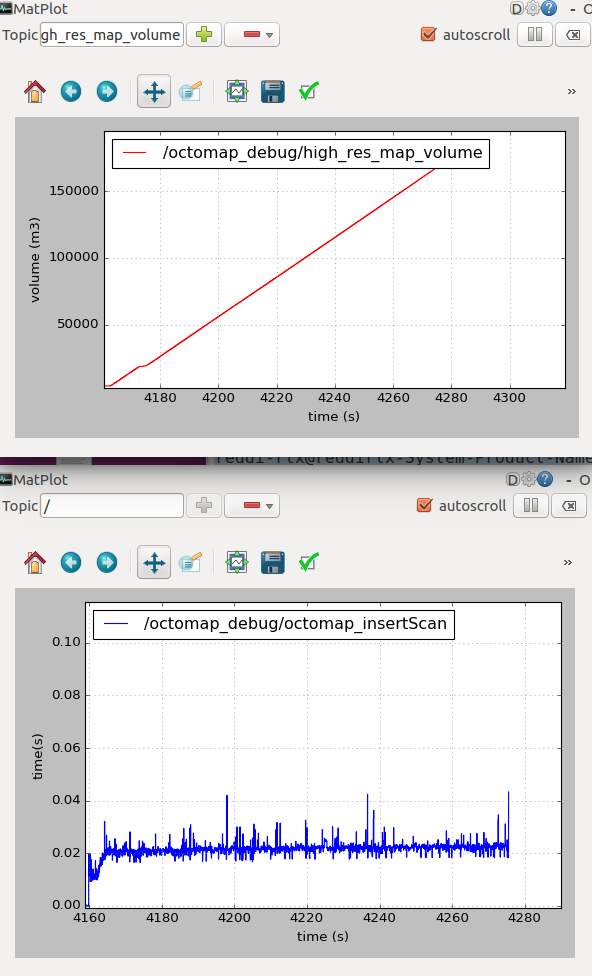 MatPlot D ? - O
Topic gh_res_map_volume autoscroll
»
/octomap_debug/high_res_map_volume
volume (m3)
150000
100000
50000
4180 4200 4220 4240 4260 4280 4300
time (s)
MatPlot D ? - O
Topic / autoscroll
»
/octomap_debug/octomap_insertScan
time(s)
0.10
0.08
0.06
0.04
0.02
0.00
4160 4180 4200 4220 4240 4260 4280
time (s)